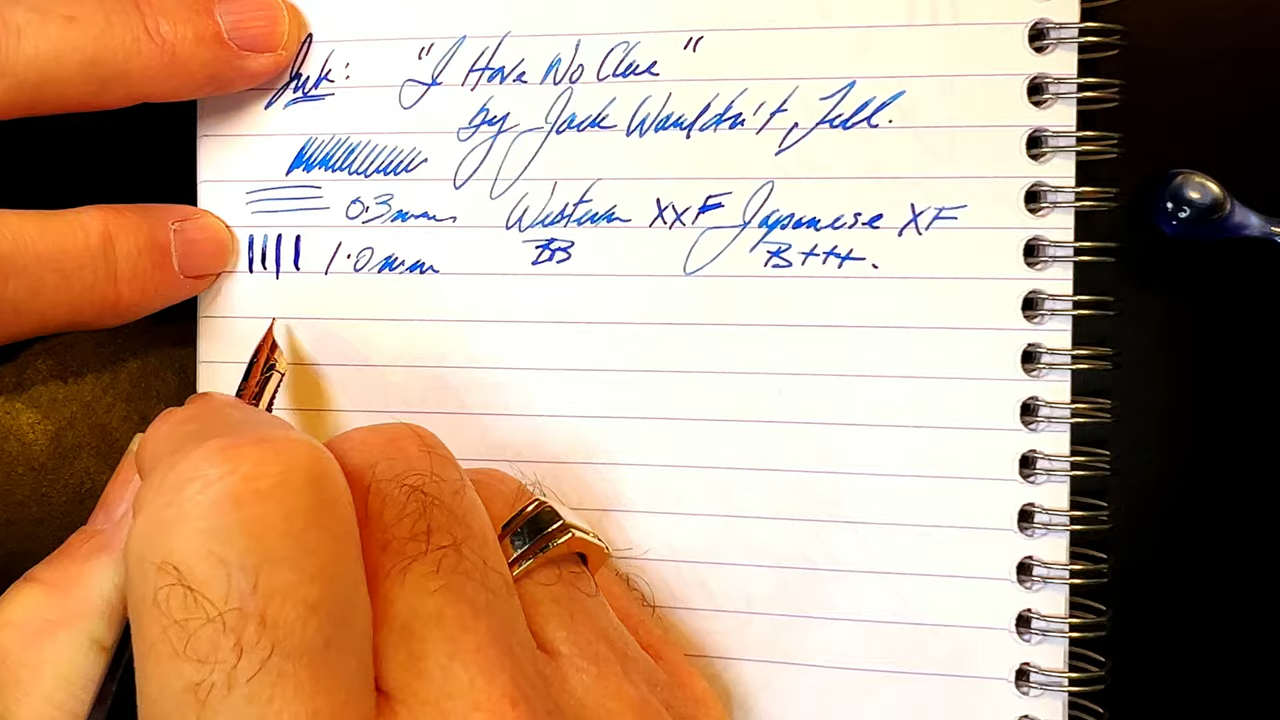 Ink: "I Have No Clue"
by Jack Wouldn't Tell.
0.3mm Western XXF Japanese XF
1.0mm BB B+++.